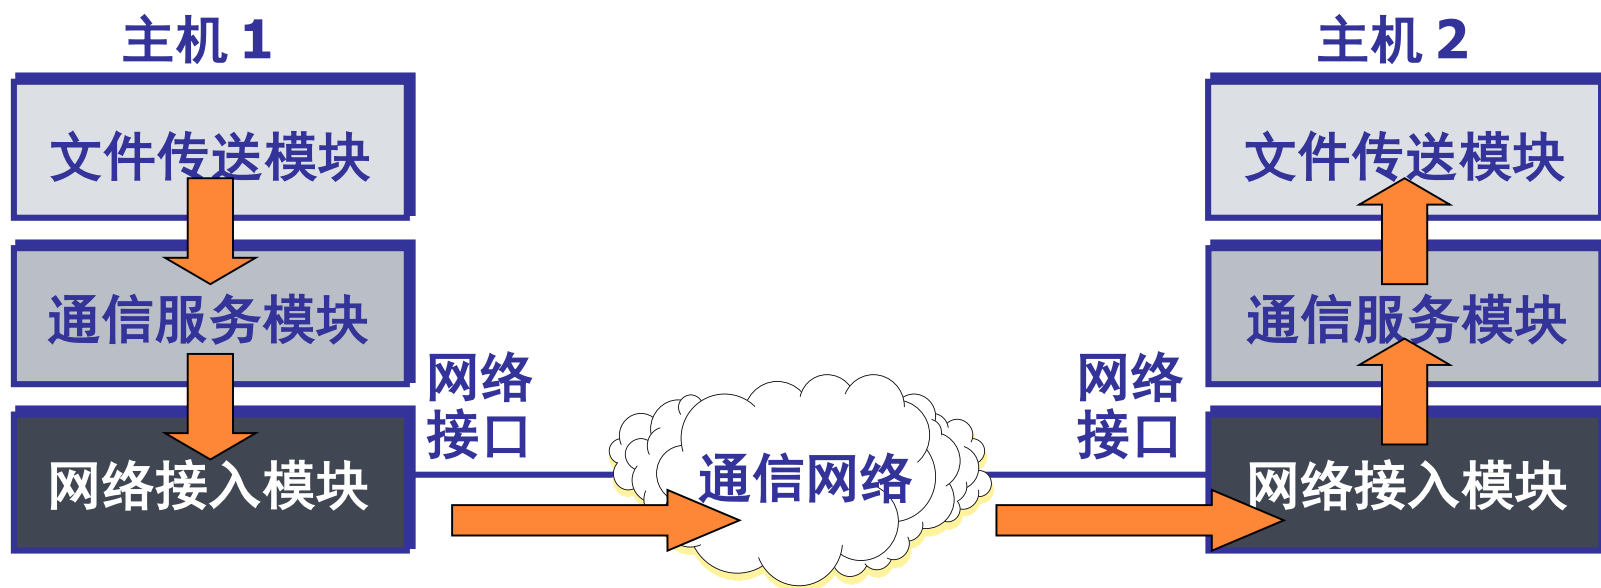 主机 1
主机 2
文件传送模块
文件传送模块
通信服务模块
通信服务模块
网络
接口
网络
接口
网络接入模块
通信网络
网络接入模块